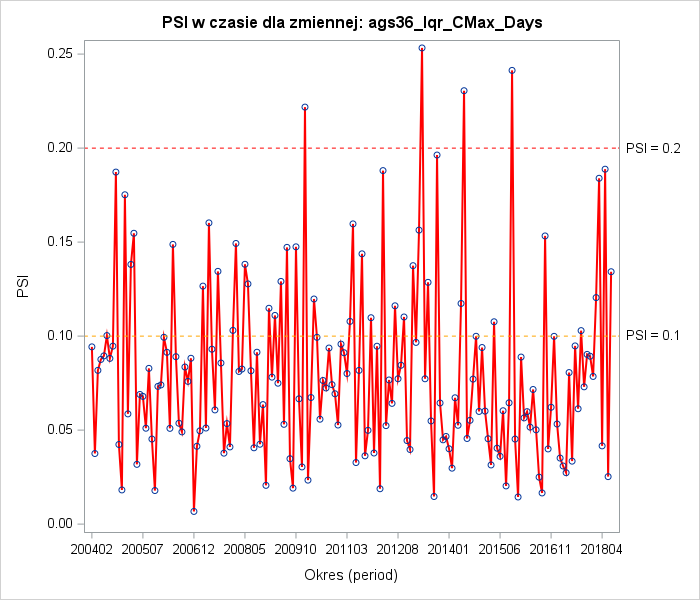 PSI w czasie dla zmiennej: ags36_Iqr_CMax_Days
0.25
0.20
PSI = 0.2
0.15
PSI
0.10
PSI = 0.1
0.05
0.00
200402 200507 200612 200805 200910 201103 201208 201401 201506 201611 201804
Okres (period)